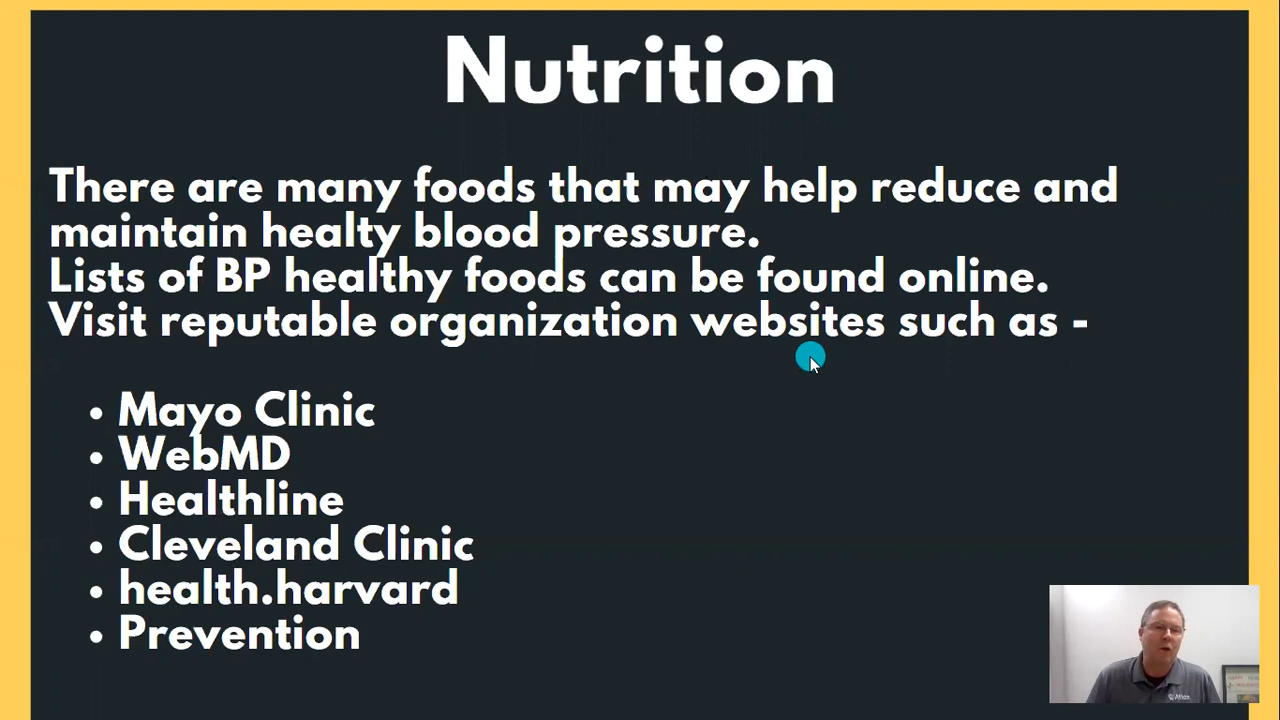 Nutrition
There are many foods that may help reduce and
maintain healty blood pressure.
Lists of BP healthy foods can be found online.
Visit reputable organization websites such as -
• Mayo Clinic
• WebMD
• Healthline
• Cleveland Clinic
• health.harvard
• Prevention